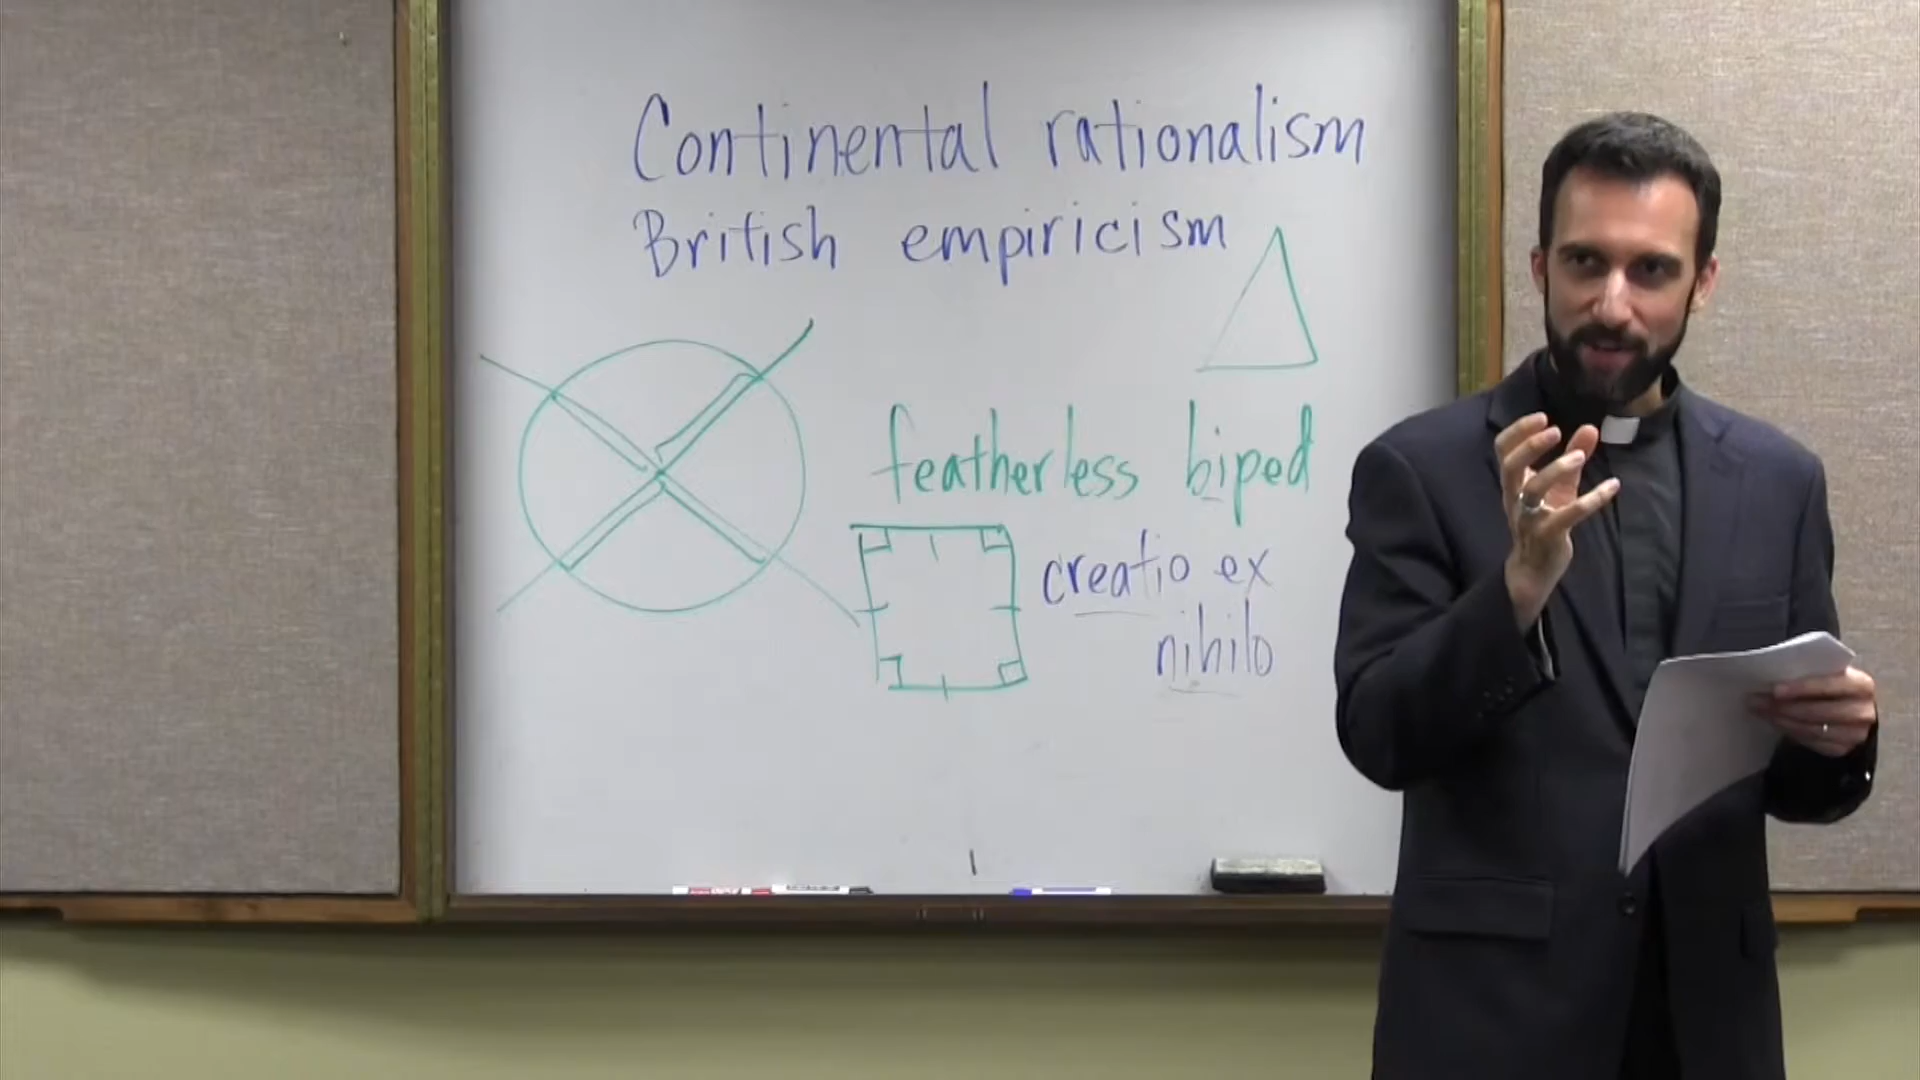 Continental rationalism
British empiricism
featherless biped
creatio ex
nihilo